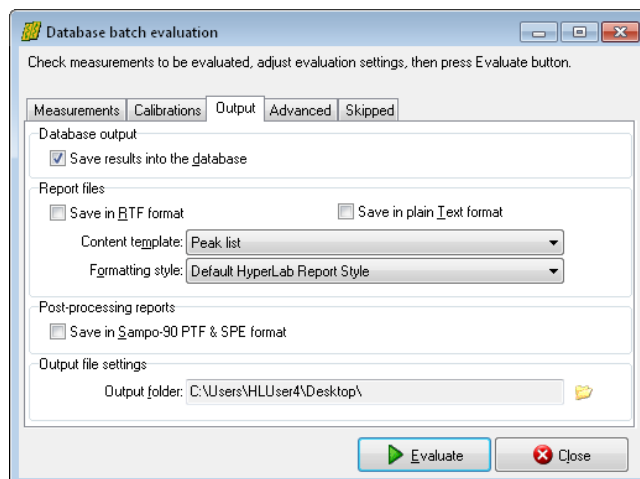 Database batch evaluation
Check measurements to be evaluated, adjust evaluation settings, then press Evaluate button.
Measurements Calibrations Output Advanced Skipped
Database output
Save results into the database
Report files
Save in RTF format Save in plain Text format
Content template: Peak list
Formatting style: Default HyperLab Report Style
Post-processing reports
Save in Sampo-90 PTF & SPE format
Output file settings
Output folder: C:\Users\HLUser4\Desktop\
Evaluate Close